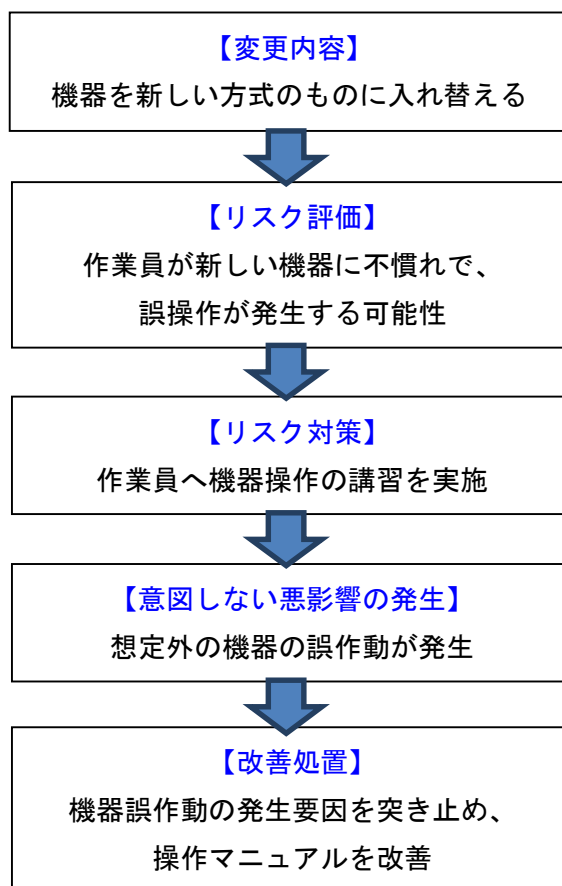 【変更内容】
機器を新しい方式のものに入れ替える
【リスク評価】
作業員が新しい機器に不慣れで、
誤操作が発生する可能性
【リスク対策】
作業員へ機器操作の講習を実施
【意図しない悪影響の発生】
想定外の機器の誤作動が発生
【改善処置】
機器誤作動の発生要因を突き止め、
操作マニュアルを改善